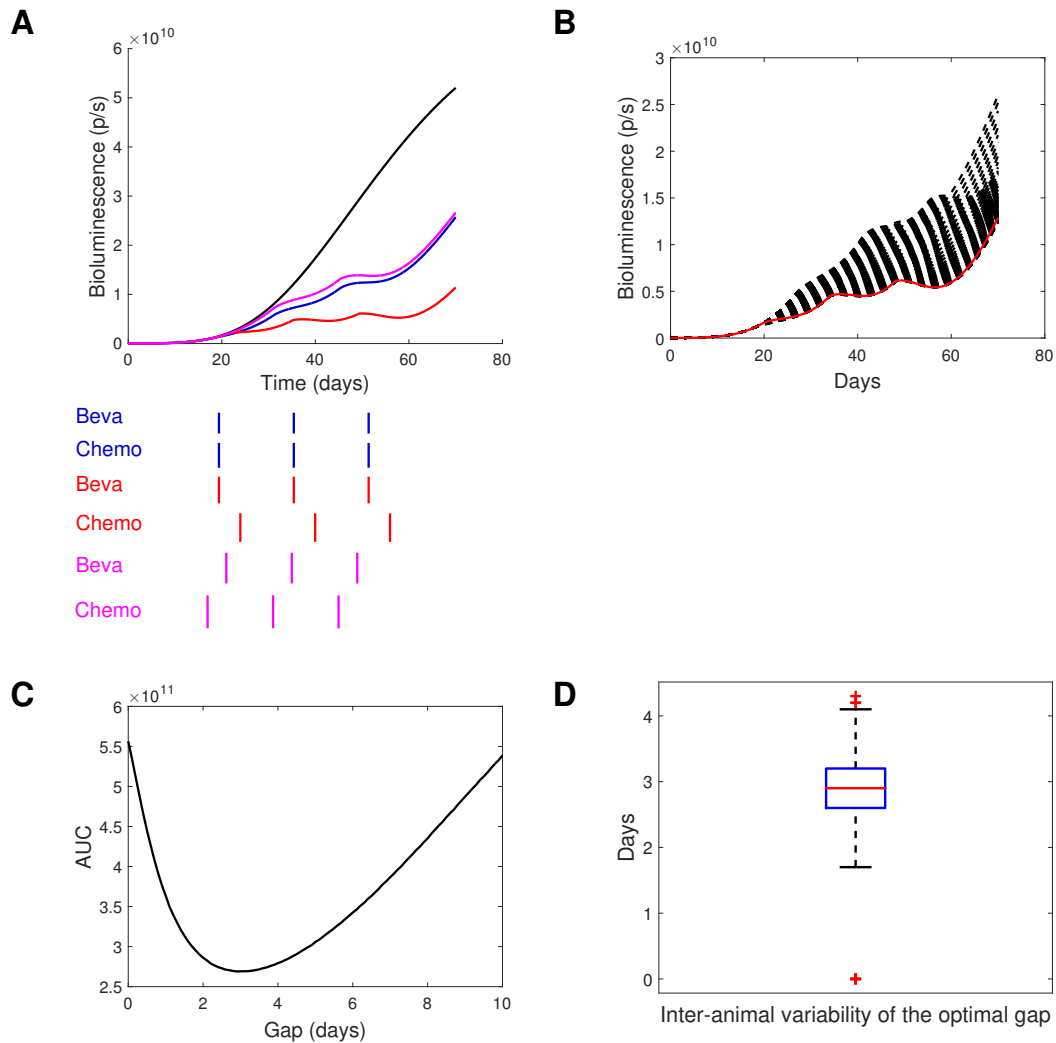 A
×10^10
6
5
4
3
2
1
0
Bioluminescence (p/s)
0 20 40 60 80
Time (days)
Beva
Chemo
Beva
Chemo
Beva
Chemo
B
×10^10
3
2.5
2
1.5
1
0.5
0
Bioluminescence (p/s)
0 20 40 60 80
Days
C
×10^11
6
5.5
5
4.5
4
3.5
3
2.5
AUC
0 2 4 6 8 10
Gap (days)
D
4
3
2
1
0
Days
Inter-animal variability of the optimal gap